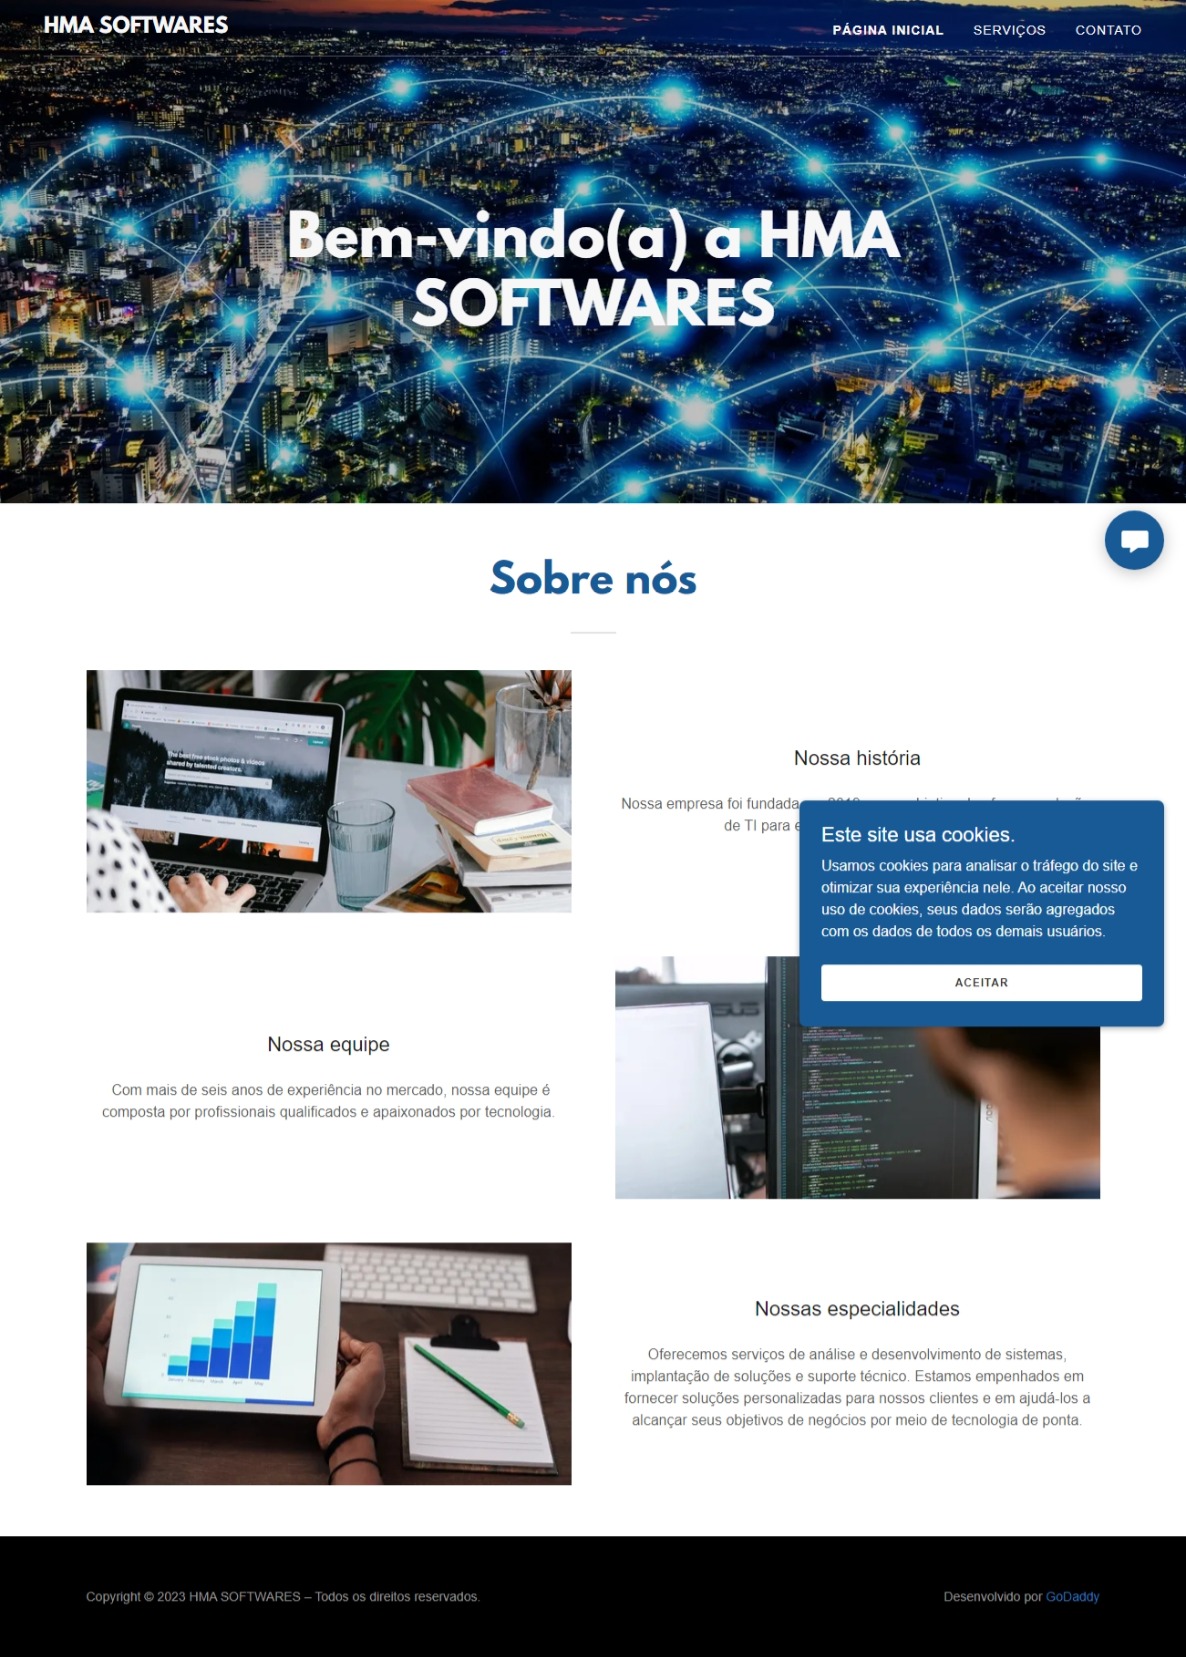 HMA SOFTWARES
PÁGINA INICIAL SERVIÇOS CONTATO
Bem-vindo(a) a HMA
SOFTWARES
Sobre nós
The best free stock photos & videos
shared by talented creators.
Nossa história
Nossa empresa foi fundada
de TI para
Este site usa cookies.
Usamos cookies para analisar o tráfego do site e
otimizar sua experiência nele. Ao aceitar nosso
uso de cookies, seus dados serão agregados
com os dados de todos os demais usuários.
ACEITAR
Nossa equipe
Com mais de seis anos de experiência no mercado, nossa equipe é
composta por profissionais qualificados e apaixonados por tecnologia.
Nossas especialidades
Oferecemos serviços de análise e desenvolvimento de sistemas,
implantação de soluções e suporte técnico. Estamos empenhados em
fornecer soluções personalizadas para nossos clientes e em ajudá-los a
alcançar seus objetivos de negócios por meio de tecnologia de ponta.
Copyright © 2023 HMA SOFTWARES – Todos os direitos reservados.
Desenvolvido por GoDaddy